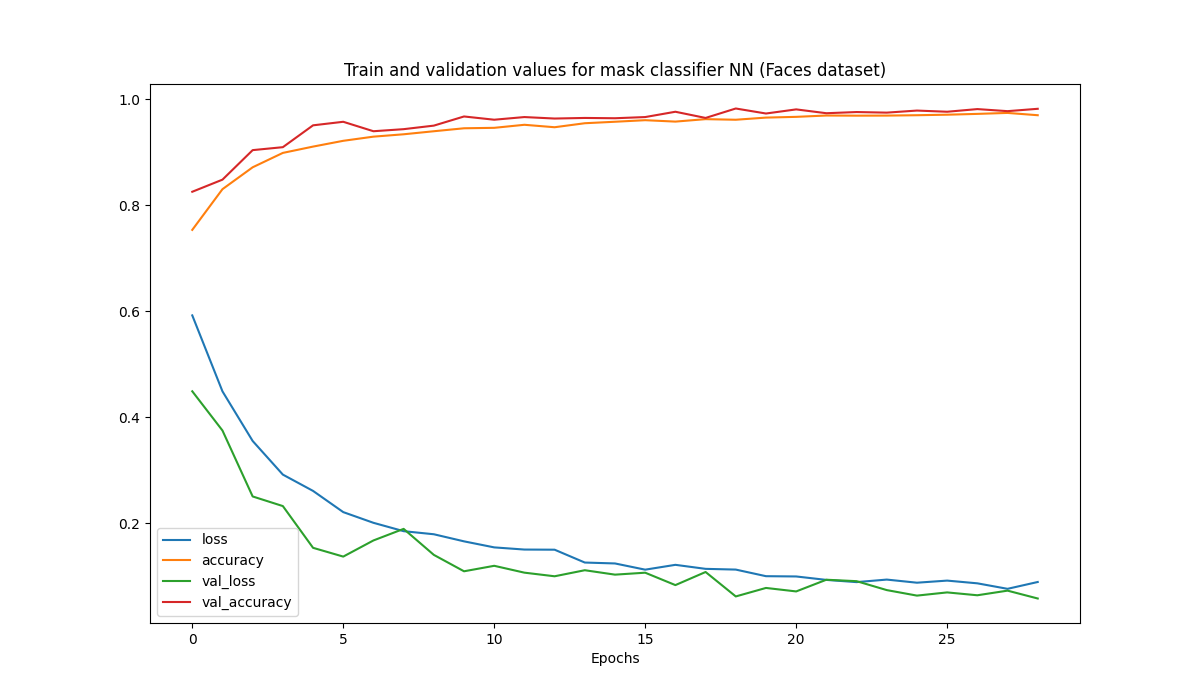 Train and validation values for mask classifier NN (Faces dataset)
1.0
0.8
0.6
0.4
0.2
loss
accuracy
val_loss
val_accuracy
0 5 10 15 20 25
Epochs